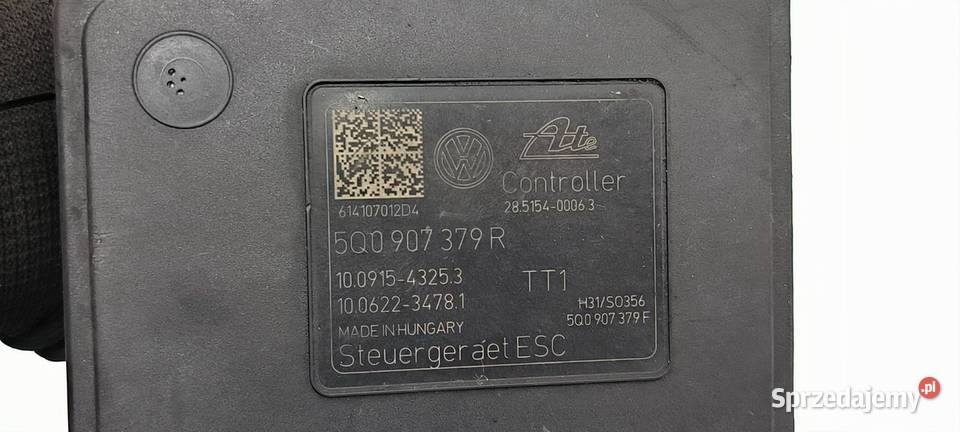 Ate
Controller
614107012D4
28.5154-0006 3
5Q0 907 379 R
10.0915-4325.3
TT1
10.0622-3478.1
H31/S0356
5Q0 907 379 F
MADE IN HUNGARY
Steuergeraet ESC
Sprzedajemy.pl